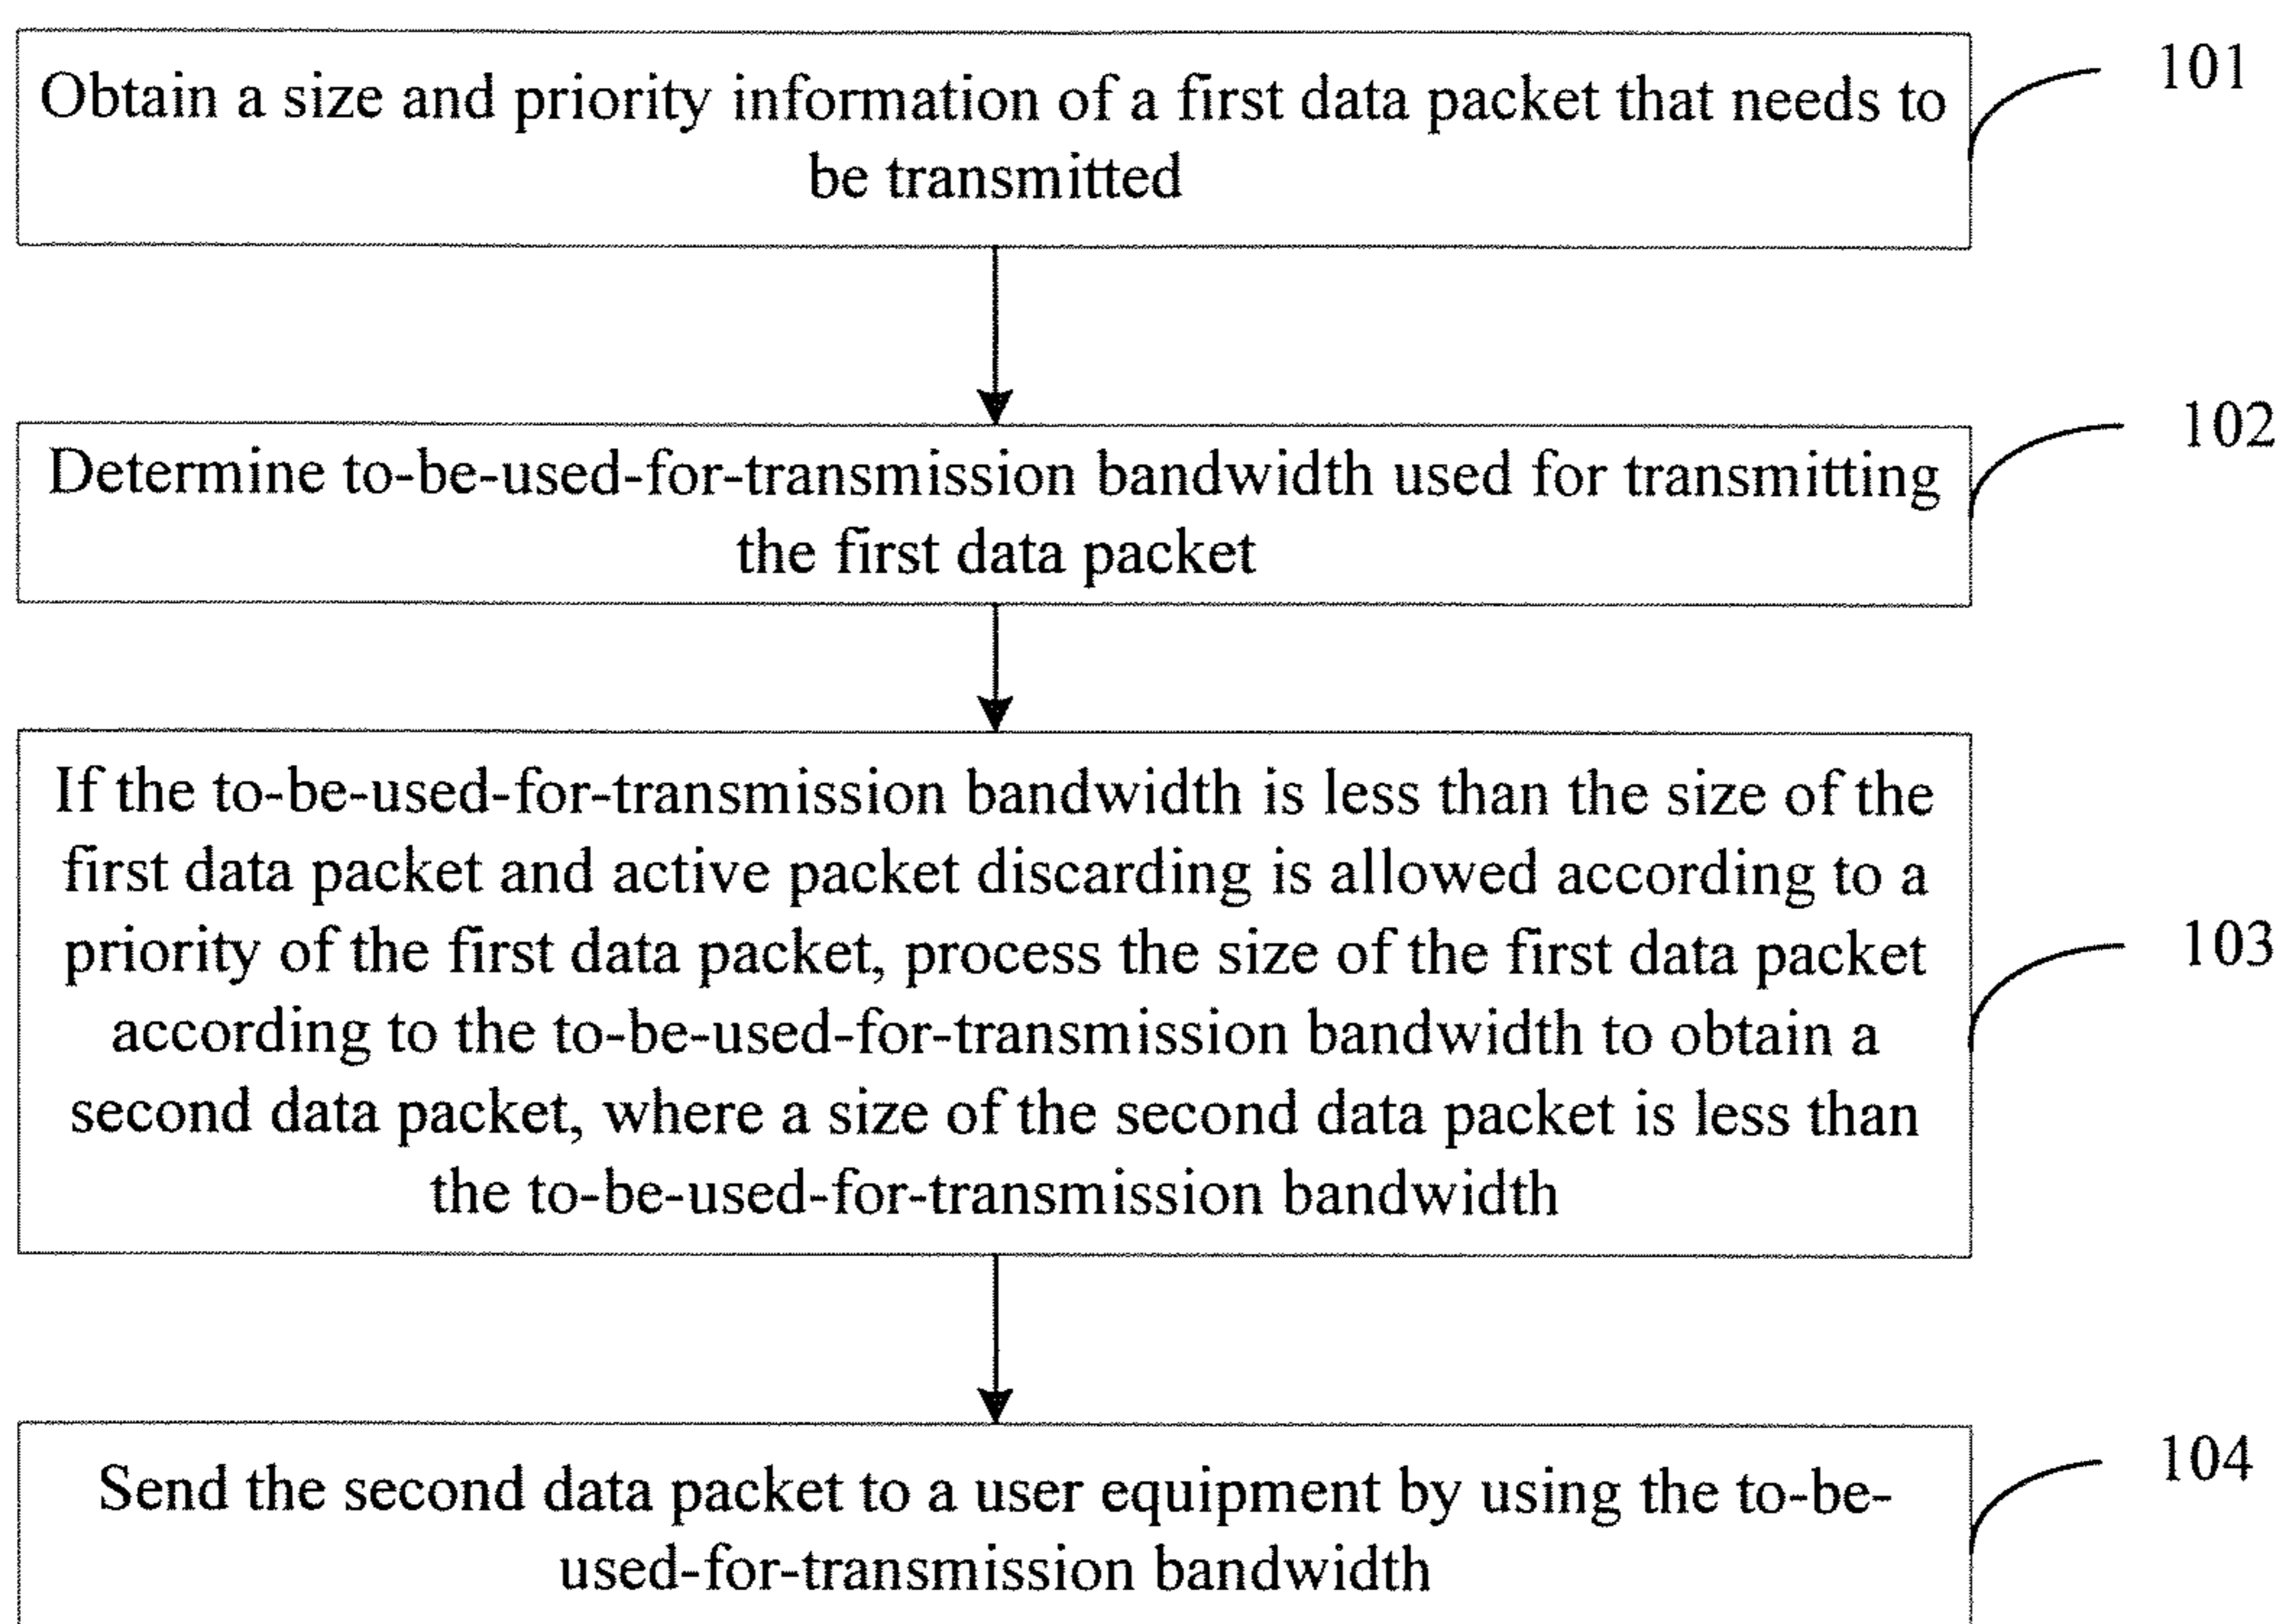 Obtain a size and priority information of a first data packet that needs to
be transmitted
101
Determine to-be-used-for-transmission bandwidth used for transmitting
the first data packet
102
If the to-be-used-for-transmission bandwidth is less than the size of the
first data packet and active packet discarding is allowed according to a
priority of the first data packet, process the size of the first data packet
according to the to-be-used-for-transmission bandwidth to obtain a
second data packet, where a size of the second data packet is less than
the to-be-used-for-transmission bandwidth
103
Send the second data packet to a user equipment by using the to-be-
used-for-transmission bandwidth
104